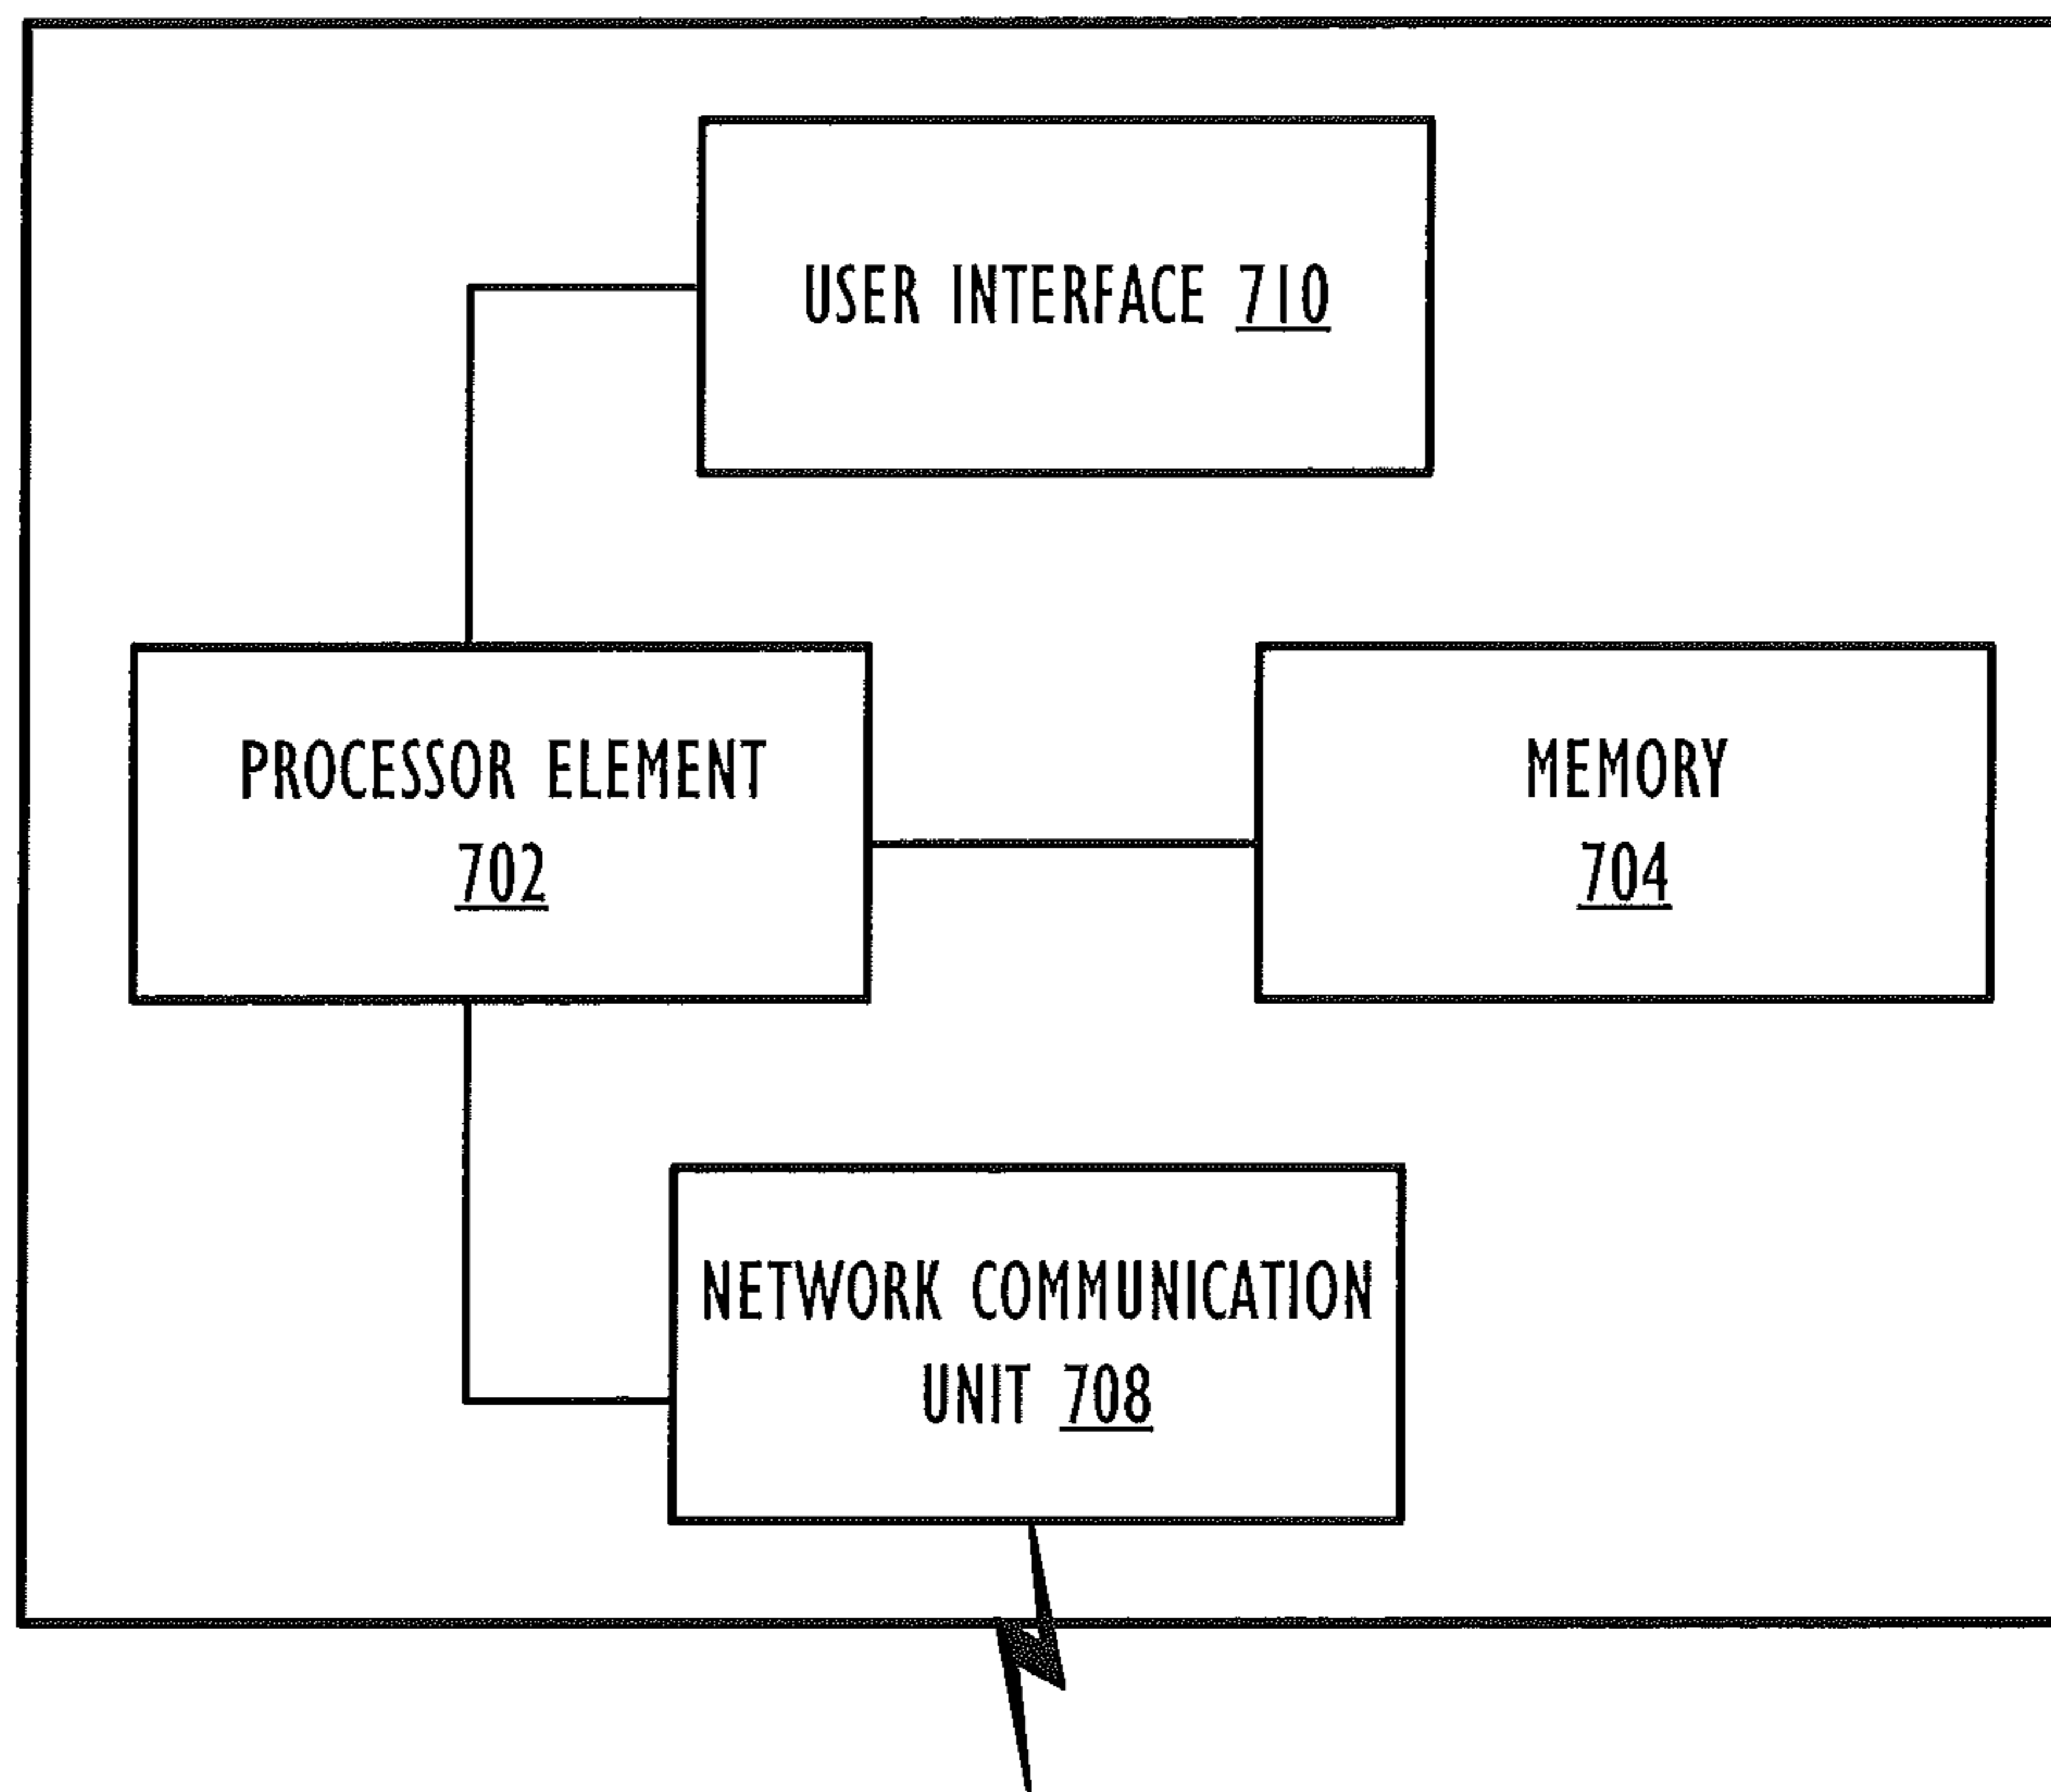 USER INTERFACE 710
PROCESSOR ELEMENT
702
MEMORY
704
NETWORK COMMUNICATION
UNIT 708